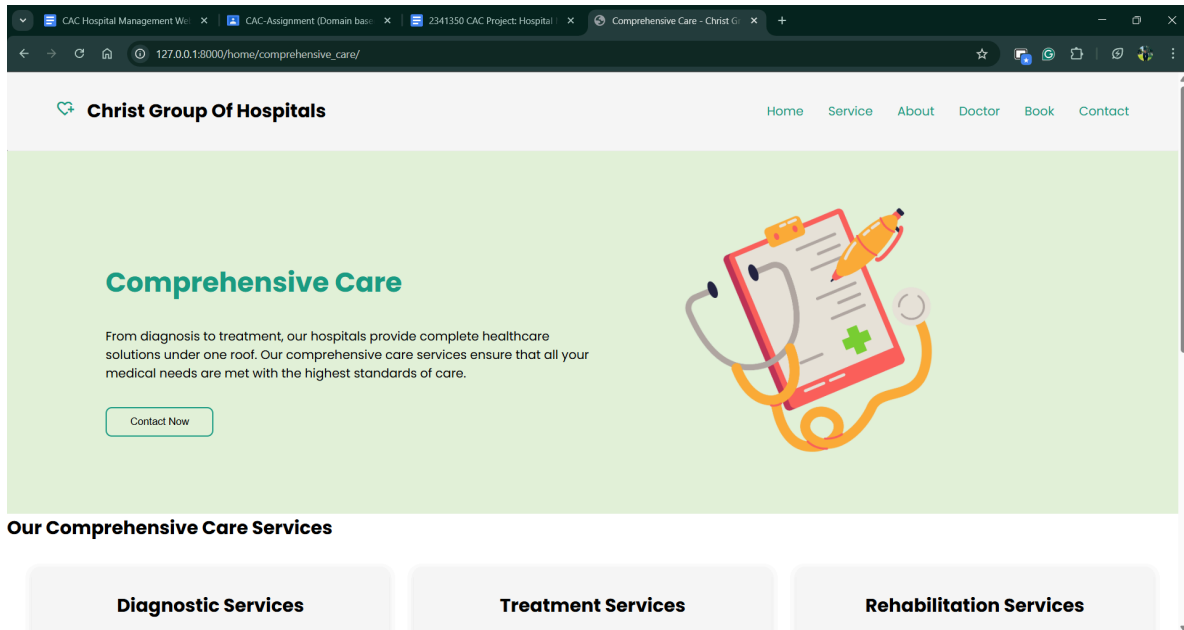 CAC Hospital Management We
CAC-Assignment (Domain base
2341350 CAC Project: Hospital
Comprehensive Care - Christ Gr
127.0.0.1:8000/home/comprehensive_care/
Christ Group Of Hospitals
Home Service About Doctor Book Contact
Comprehensive Care
From diagnosis to treatment, our hospitals provide complete healthcare
solutions under one roof. Our comprehensive care services ensure that all your
medical needs are met with the highest standards of care.
Contact Now
Our Comprehensive Care Services
Diagnostic Services
Treatment Services
Rehabilitation Services